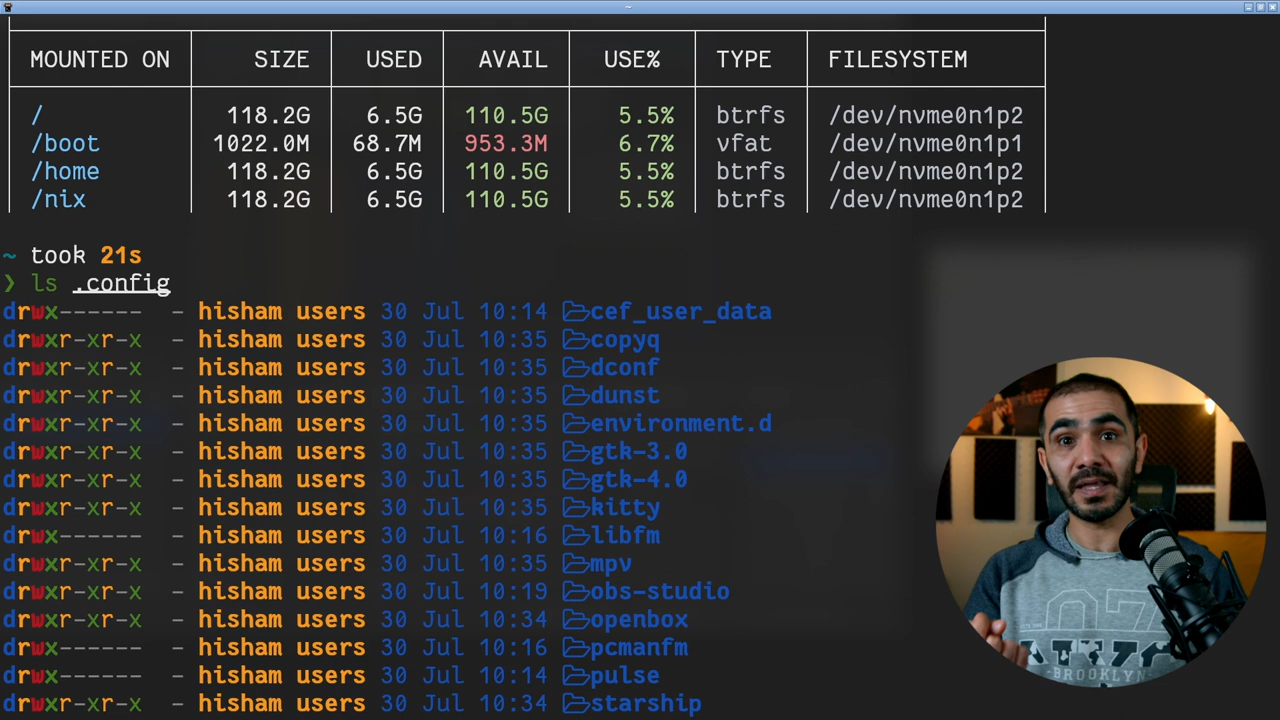 ~
MOUNTED ON SIZE USED AVAIL USE% TYPE FILESYSTEM
/ 118.2G 6.5G 110.5G 5.5% btrfs /dev/nvme0n1p2
/boot 1022.0M 68.7M 953.3M 6.7% vfat /dev/nvme0n1p1
/home 118.2G 6.5G 110.5G 5.5% btrfs /dev/nvme0n1p2
/nix 118.2G 6.5G 110.5G 5.5% btrfs /dev/nvme0n1p2
~ took 21s
❯ ls .config
drwx------ - hisham users 30 Jul 10:14 cef_user_data
drwxr-xr-x - hisham users 30 Jul 10:35 copyq
drwxr-xr-x - hisham users 30 Jul 10:35 dconf
drwxr-xr-x - hisham users 30 Jul 10:35 dunst
drwxr-xr-x - hisham users 30 Jul 10:35 environment.d
drwxr-xr-x - hisham users 30 Jul 10:35 gtk-3.0
drwxr-xr-x - hisham users 30 Jul 10:35 gtk-4.0
drwxr-xr-x - hisham users 30 Jul 10:35 kitty
drwx------ - hisham users 30 Jul 10:16 libfm
drwxr-xr-x - hisham users 30 Jul 10:35 mpv
drwxr-xr-x - hisham users 30 Jul 10:19 obs-studio
drwxr-xr-x - hisham users 30 Jul 10:34 openbox
drwx------ - hisham users 30 Jul 10:16 pcmanfm
drwx------ - hisham users 30 Jul 10:14 pulse
drwxr-xr-x - hisham users 30 Jul 10:34 starship
-BROOKLYN-